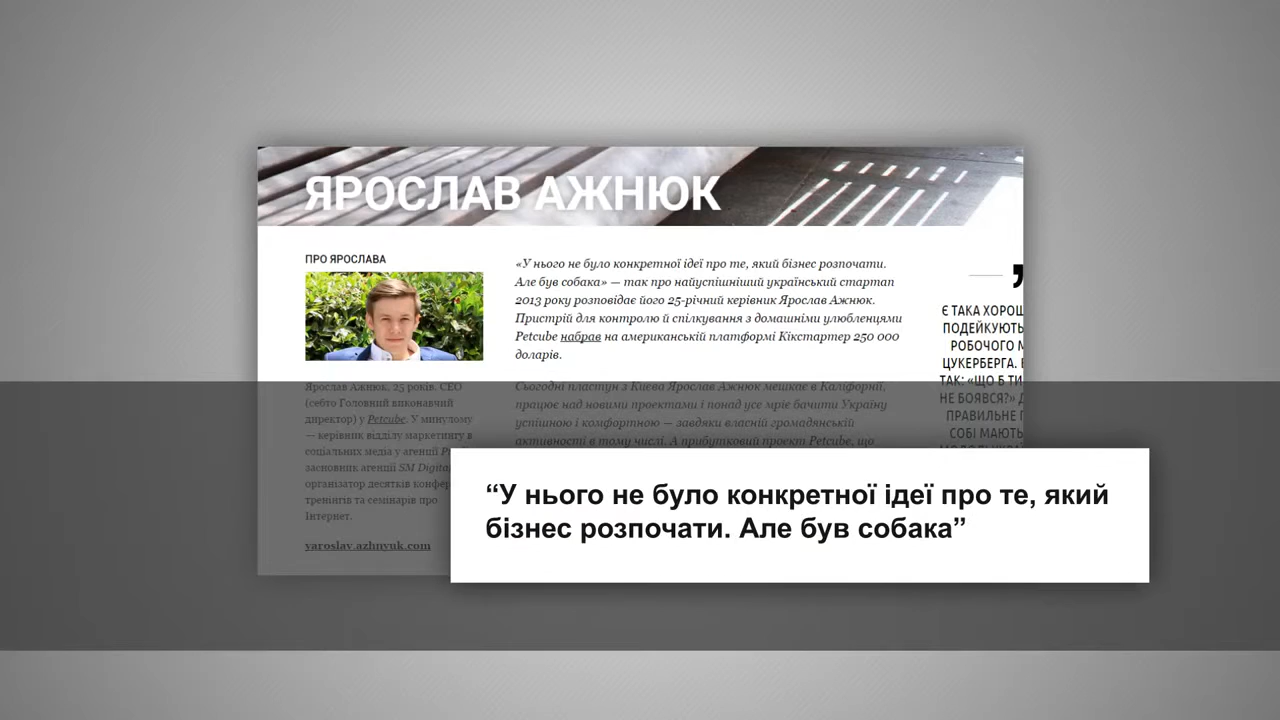 ЯРОСЛАВ АЖНЮК
ПРО ЯРОСЛАВА
Ярослав Ажнюк, 25 років. CEO
(себто Головний виконавчий
директор) у Petcube. У минулому
— керівник відділу маркетингу в
соціальних медіа у агенції
засновник агенції SM
організатор десятків
тренінгів та семінарів про
Інтернет.
yaroslav.azhnyuk.com
«У нього не було конкретної ідеї про те, який бізнес розпочати.
Але був собака» — так про найуспішніший український стартап
2013 року розповідає його 25-річний керівник Ярослав Ажнюк.
Пристрій для контролю й спілкування з домашніми улюбленцями
Petcube набрав на американській платформі Кікстартер 250 000
доларів.
Сьогодні пластун з Києва Ярослав Ажнюк мешкає в Каліфорнії,
працює над новими проектами і понад усе мріє бачити Україну
успішною і комфортною — завдяки власній громадянській
активності в тому числі. А прибутковий проект Petcube, що
Є ТАКА
ПОДЕЙКУЮТЬ
РОБОЧОГО
ЦУКЕРБЕРГА.
ТАК: «ЩО Б ТИ
НЕ БОЯВСЯ?»
ПРАВИЛЬНЕ
СОБІ МАЮТЬ
“У нього не було конкретної ідеї про те, який
бізнес розпочати. Але був собака”